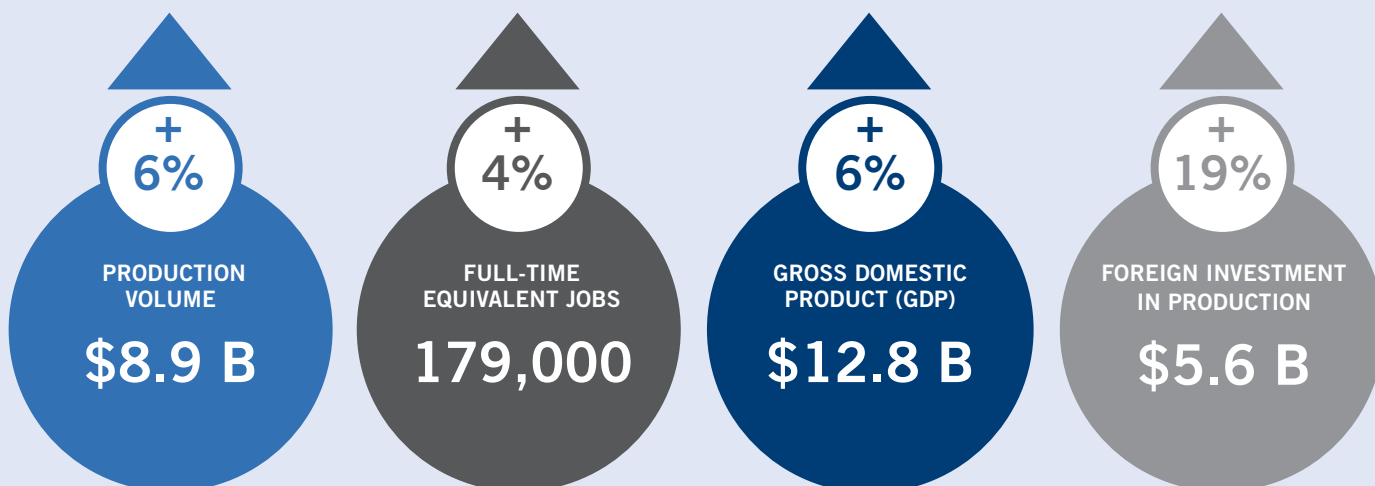 +
6%
PRODUCTION
VOLUME
$8.9 B
+
4%
FULL-TIME
EQUIVALENT JOBS
179,000
+
6%
GROSS DOMESTIC
PRODUCT (GDP)
$12.8 B
+
19%
FOREIGN INVESTMENT
IN PRODUCTION
$5.6 B